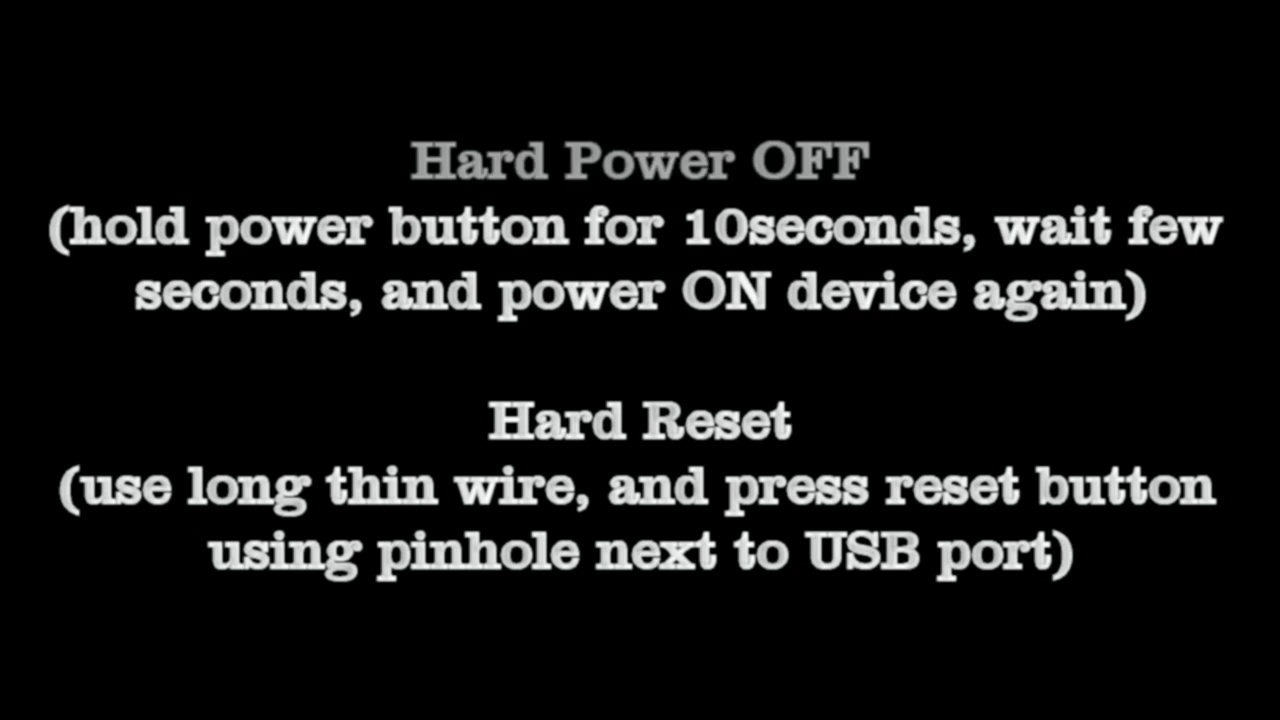 Hard Power OFF
(hold power button for 10seconds, wait few
seconds, and power ON device again)
Hard Reset
(use long thin wire, and press reset button
using pinhole next to USB port)